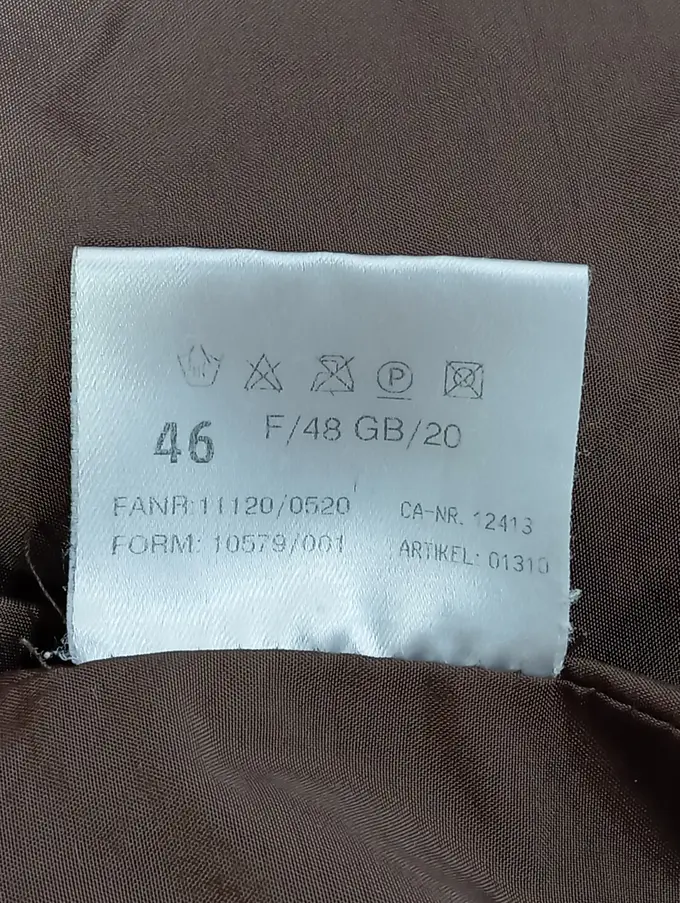 P
46 F/48 GB/20
FANR:11120/0520 CA-NR. 12413
FORM: 10579/001 ARTIKEL: 01310